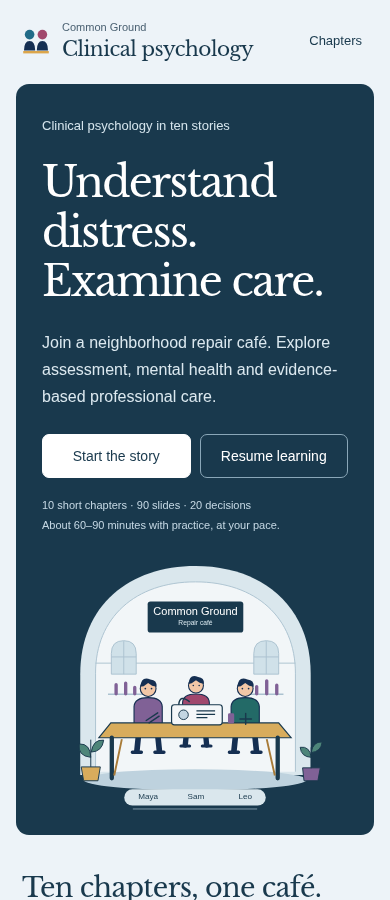 Common Ground
Clinical psychology
Chapters
Clinical psychology in ten stories
Understand
distress.
Examine care.
Join a neighborhood repair café. Explore
assessment, mental health and evidence-
based professional care.
Start the story
Resume learning
10 short chapters · 90 slides · 20 decisions
About 60–90 minutes with practice, at your pace.
Common Ground
Repair café
Maya Sam Leo
Ten chapters, one café.